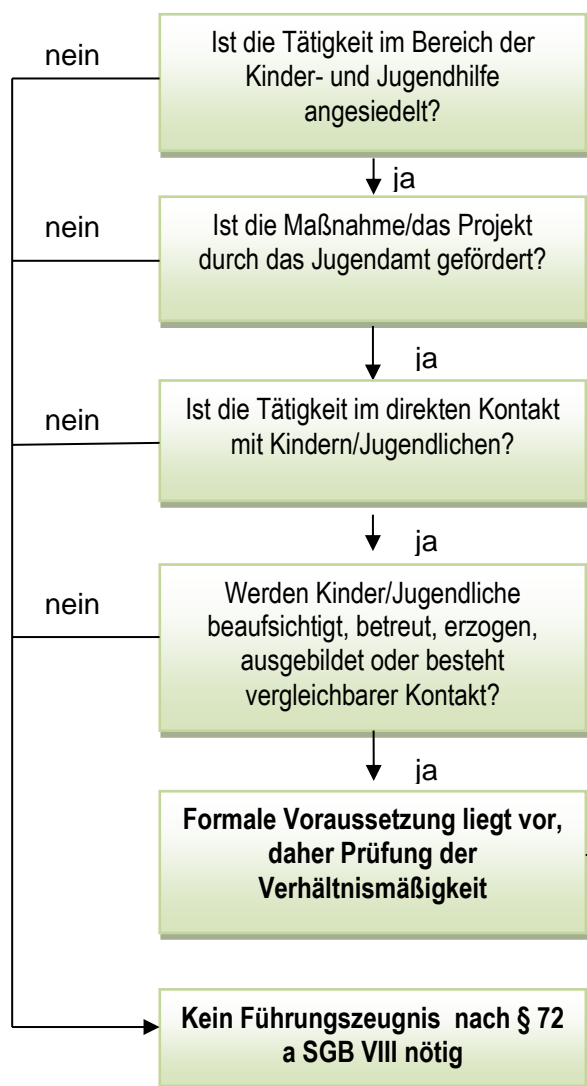 nein
Ist die Tätigkeit im Bereich der
Kinder- und Jugendhilfe
angesiedelt?
ja
nein
Ist die Maßnahme/das Projekt
durch das Jugendamt gefördert?
ja
nein
Ist die Tätigkeit im direkten Kontakt
mit Kindern/Jugendlichen?
ja
nein
Werden Kinder/Jugendliche
beaufsichtigt, betreut, erzogen,
ausgebildet oder besteht
vergleichbarer Kontakt?
ja
Formale Voraussetzung liegt vor,
daher Prüfung der
Verhältnismäßigkeit
Kein Führungszeugnis nach § 72
a SGB VIII nötig